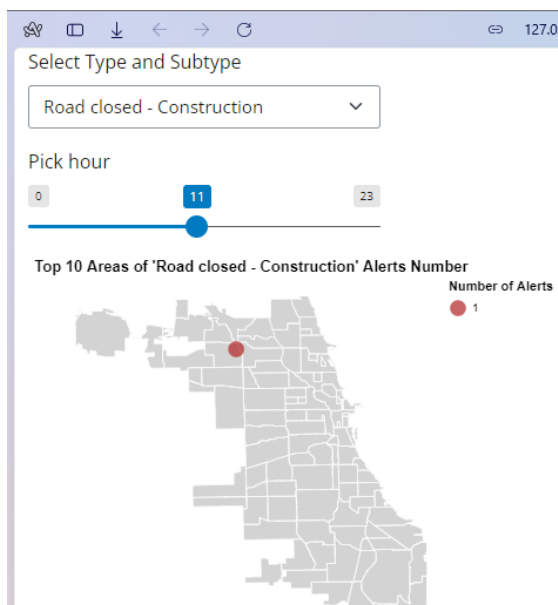 127.0
Select Type and Subtype
Road closed - Construction
Pick hour
0 11 23
Top 10 Areas of 'Road closed - Construction' Alerts Number
Number of Alerts
1